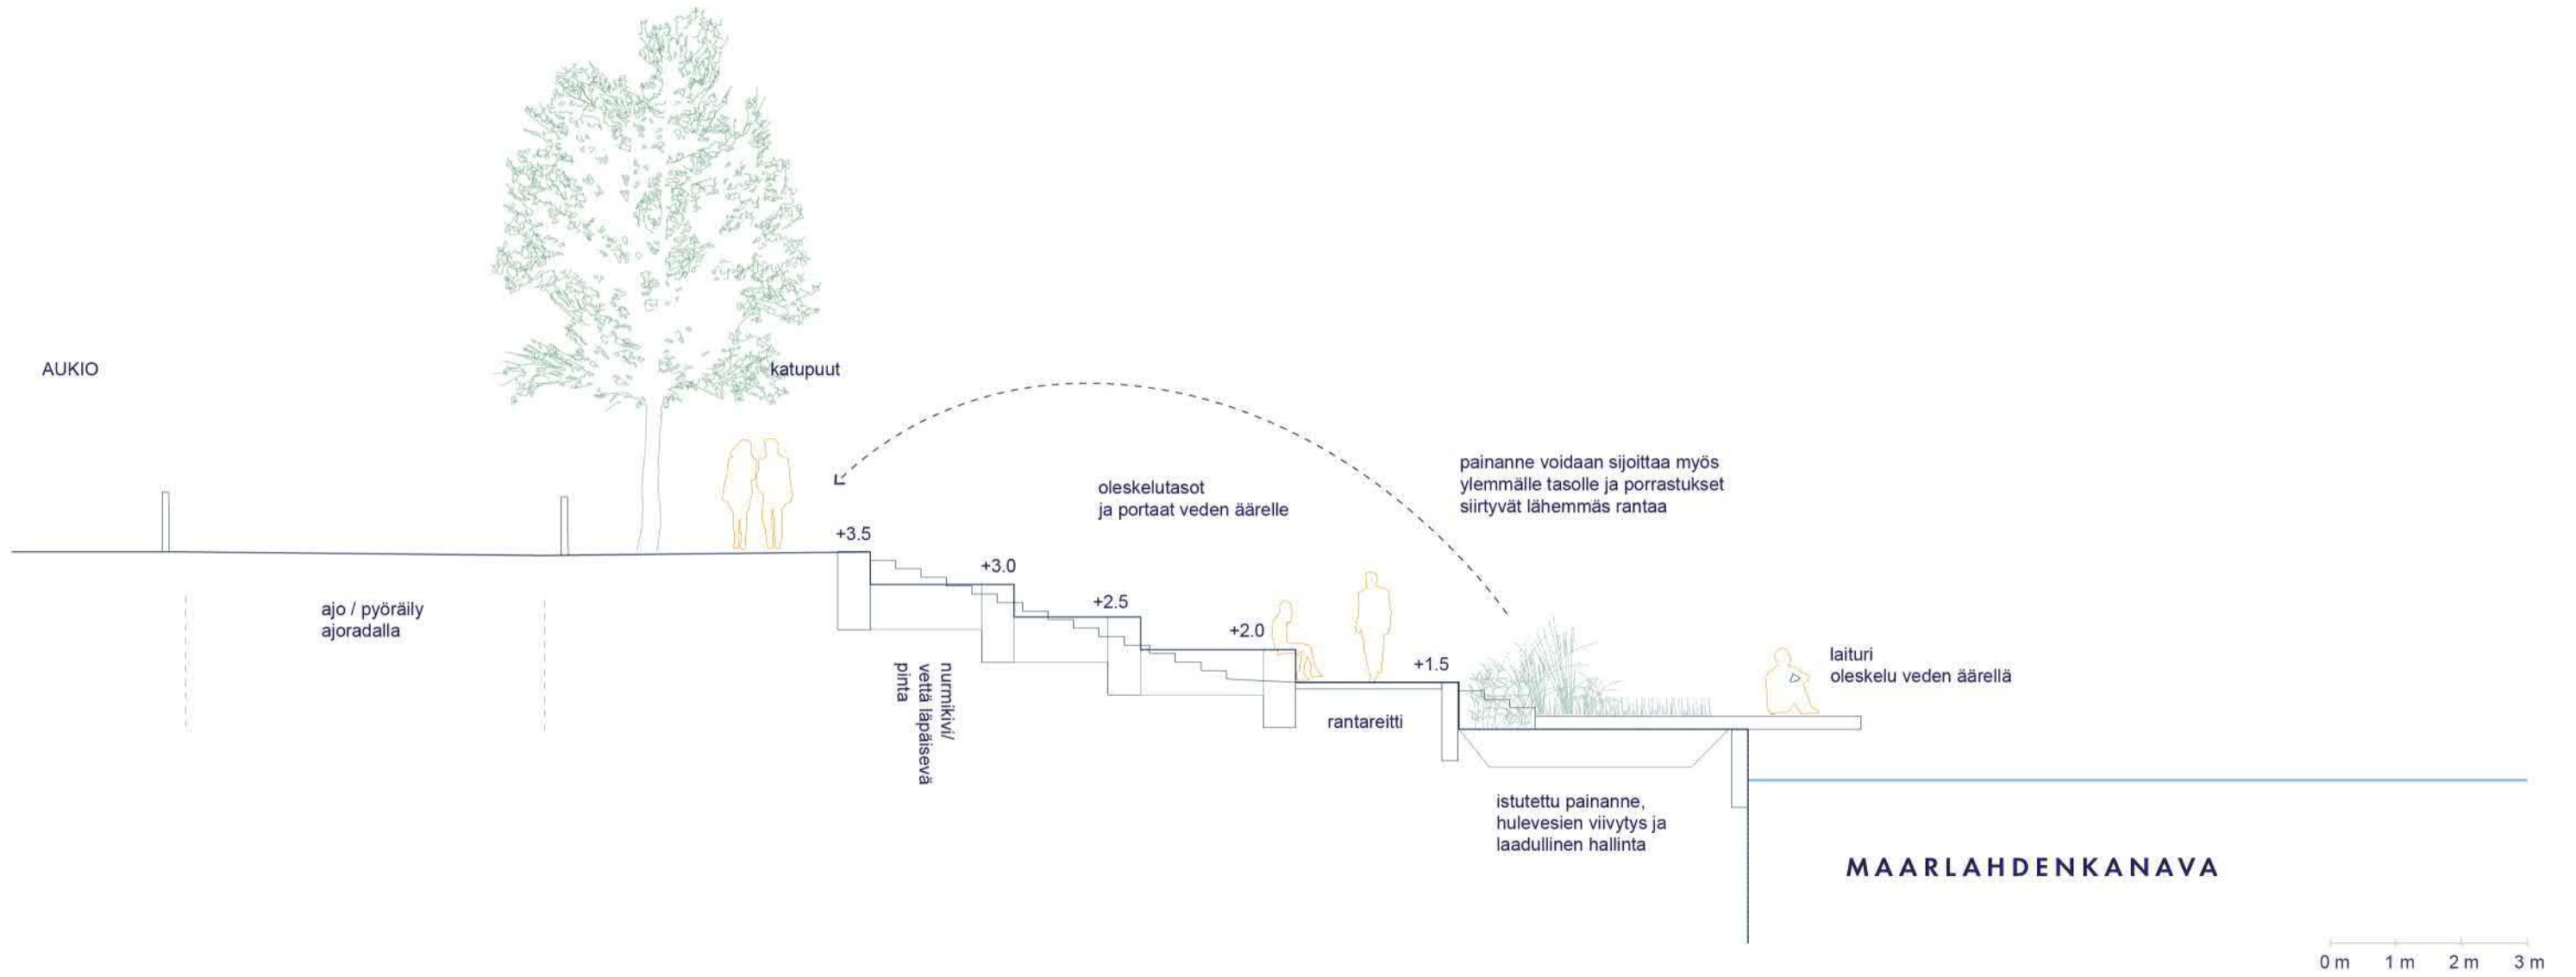 AUKIO
katupuut
ajo / pyöräily
ajoradalla
+3.5
+3.0
+2.5
+2.0
+1.5
oleskelutasot
ja portaat veden äärelle
painanne voidaan sijoittaa myös
ylemmälle tasolle ja porrastukset
siirtyvät lähemmäs rantaa
nurmikivi/
vettä läpäisevä
pinta
rantareitti
laituri
oleskelu veden äärellä
istutettu painanne,
hulevesien viivytys ja
laadullinen hallinta
MAARLAHDENKANAVA
0 m 1 m 2 m 3 m